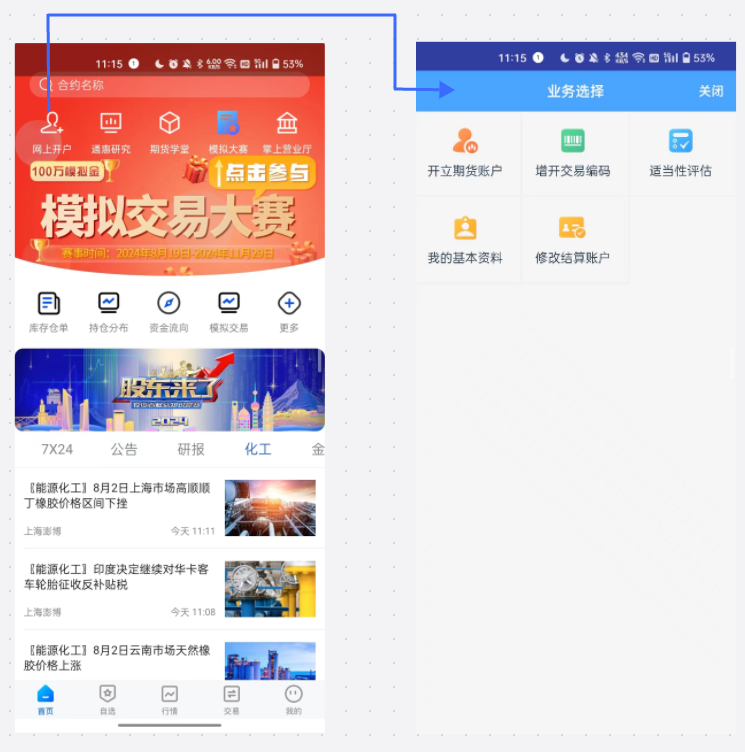 11:15 1 6.00 KB/S 5G 53%
合约名称
网上开户 通惠研究 期货学堂 模拟大赛 掌上营业厅
100万模拟金 点击参与
模拟交易大赛
赛事时间：2024年8月19日-2024年11月29日
库存仓单 持仓分布 资金流向 模拟交易 更多
股东来了
2024
7X24 公告 研报 化工 金
〖能源化工〗8月2日上海市场高顺顺
丁橡胶价格区间下挫
上海澎博 今天 11:11
〖能源化工〗印度决定继续对华卡客
车轮胎征收反补贴税
上海澎博 今天 11:08
〖能源化工〗8月2日云南市场天然橡
胶价格上涨
首页 自选 行情 交易 我的
11:15 1 434 KB/S 5G 53%
业务选择 关闭
开立期货账户 增开交易编码 适当性评估
我的基本资料 修改结算账户